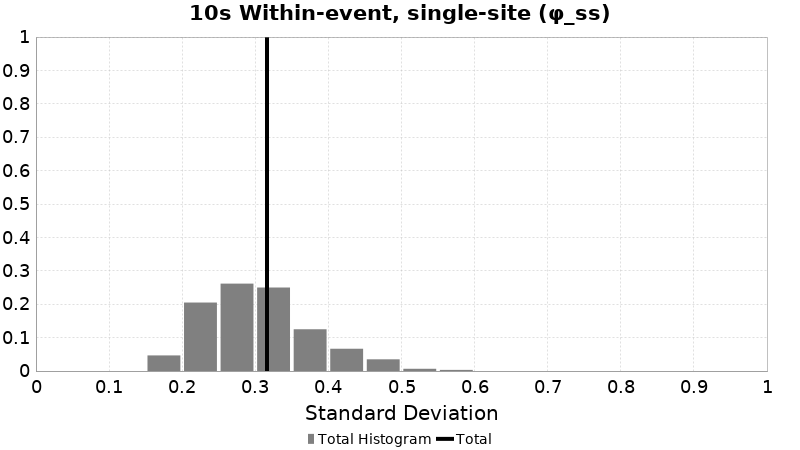 10s Within-event, single-site (φ_ss)
1
0.9
0.8
0.7
0.6
0.5
0.4
0.3
0.2
0.1
0
0 0.1 0.2 0.3 0.4 0.5 0.6 0.7 0.8 0.9 1
Standard Deviation
Total Histogram Total